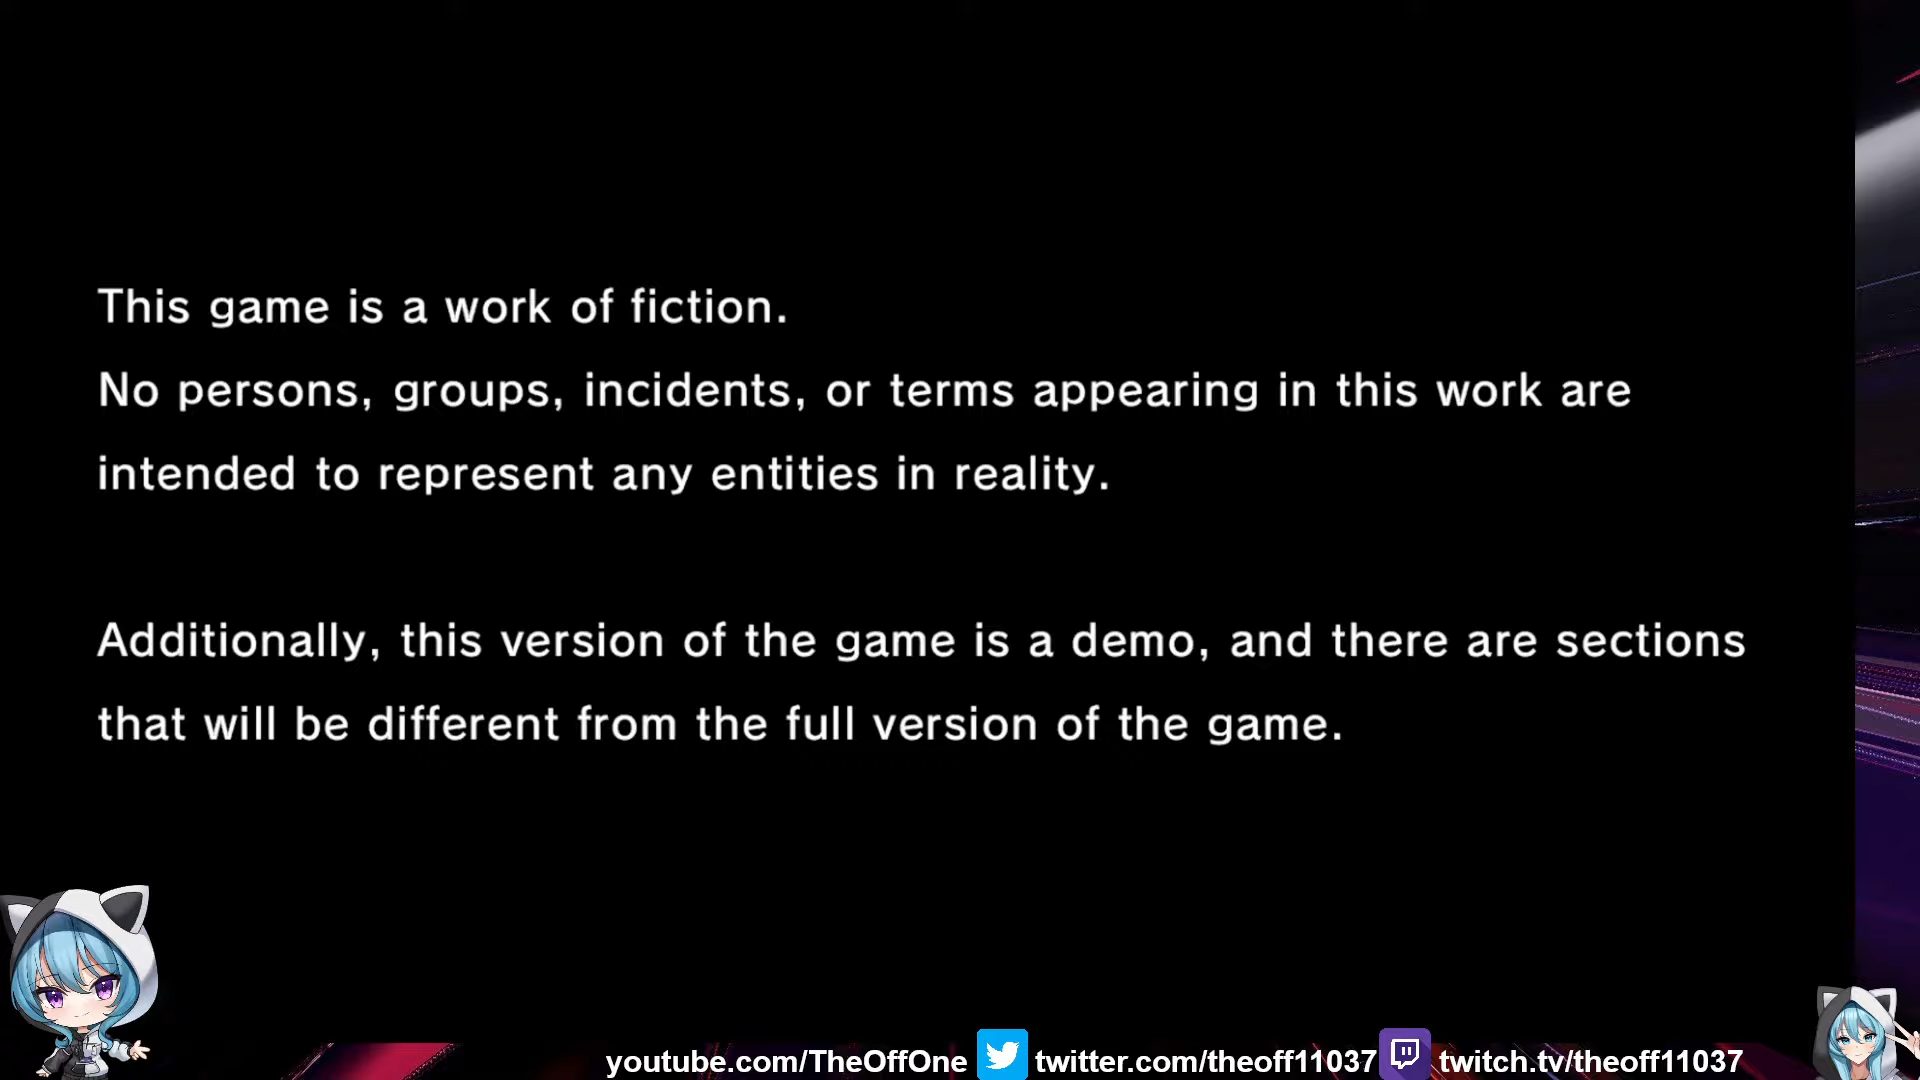 This game is a work of fiction.
No persons, groups, incidents, or terms appearing in this work are
intended to represent any entities in reality.
Additionally, this version of the game is a demo, and there are sections
that will be different from the full version of the game.
youtube.com/TheOffOne twitter.com/theoff11037 twitch.tv/theoff11037